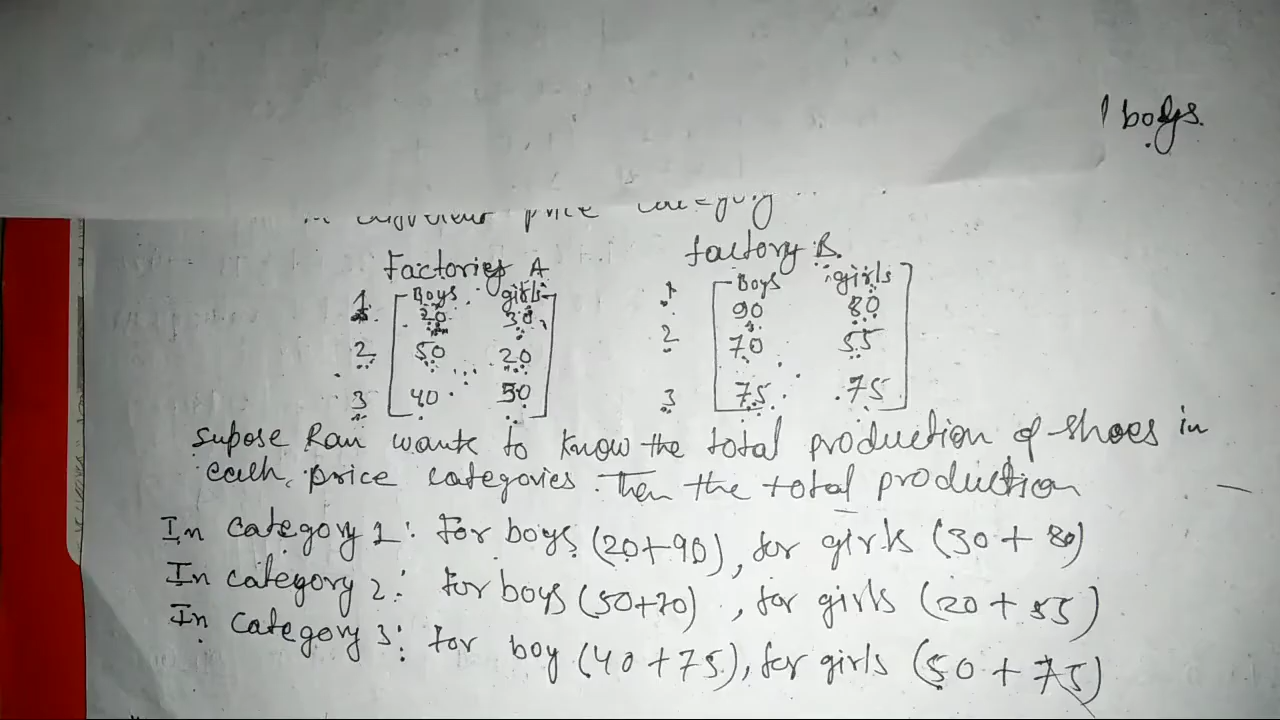 boys.
price category
Factories A
factory B.
Boys girls
1 20 30
2 50 20
3 40 50
Boys girls
1 90 80
2 70 55
3 75 75
Supose Ram wants to know the total production of shoes in
each, price categories. Then the total production
In category 1: For boys (20+90), for girls (30+80)
In category 2: For boys (50+70), for girls (20+55)
In category 3: For boy (40+75), for girls (50+75)